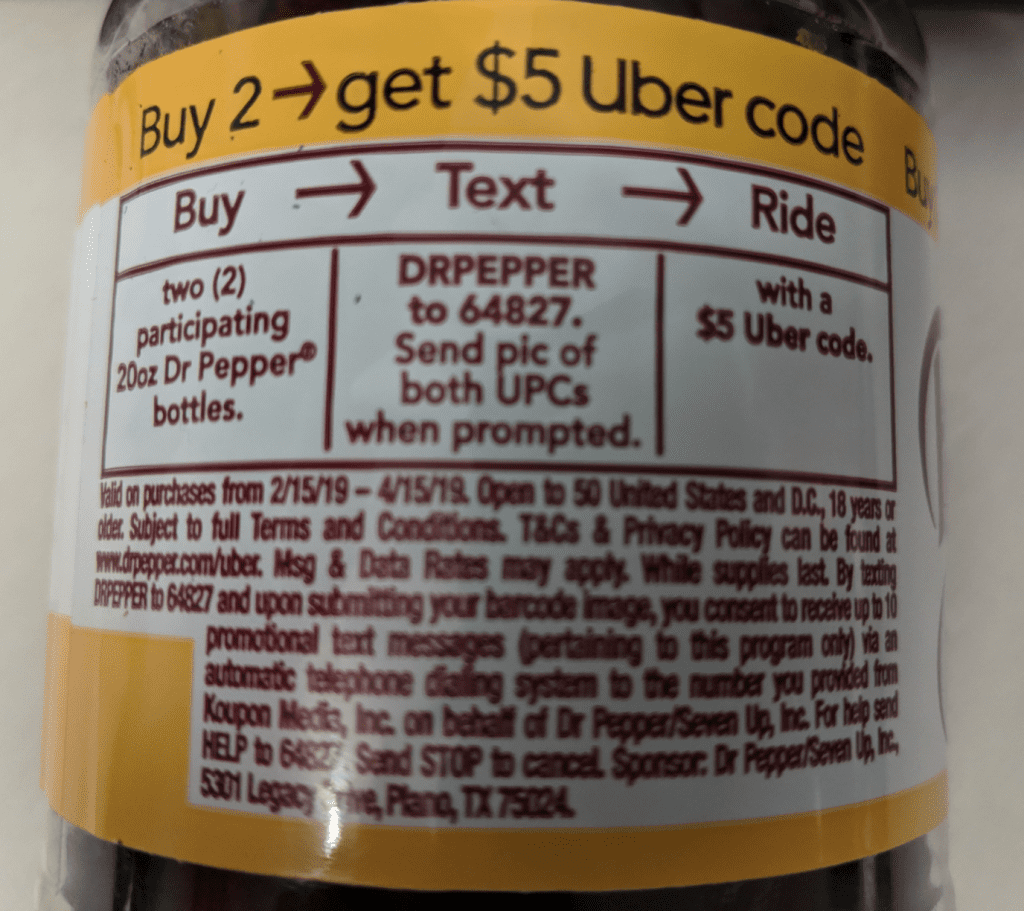 Buy 2→get $5 Uber code
Bu
Buy → Text → Ride
two (2)
participating
20oz Dr Pepper®
bottles.
DRPEPPER
to 64827.
Send pic of
both UPCs
when prompted.
with a
$5 Uber code.
Valid on purchases from 2/15/19 – 4/15/19. Open to 50 United States and D.C., 18 years or
older. Subject to full Terms and Conditions. T&Cs & Privacy Policy can be found at
www.drpepper.com/uber. Msg & Data Rates may apply. While supplies last. By texting
DRPEPPER to 64827 and upon submitting your barcode image, you consent to receive up to 10
promotional text messages (pertaining to this program only) via an
automatic telephone dialing system to the number you provided from
Koupon Media, Inc. on behalf of Dr Pepper/Seven Up, Inc. For help send
HELP to 64827. Send STOP to cancel. Sponsor: Dr Pepper/Seven Up, Inc.,
5301 Legacy Plano, TX 75024.